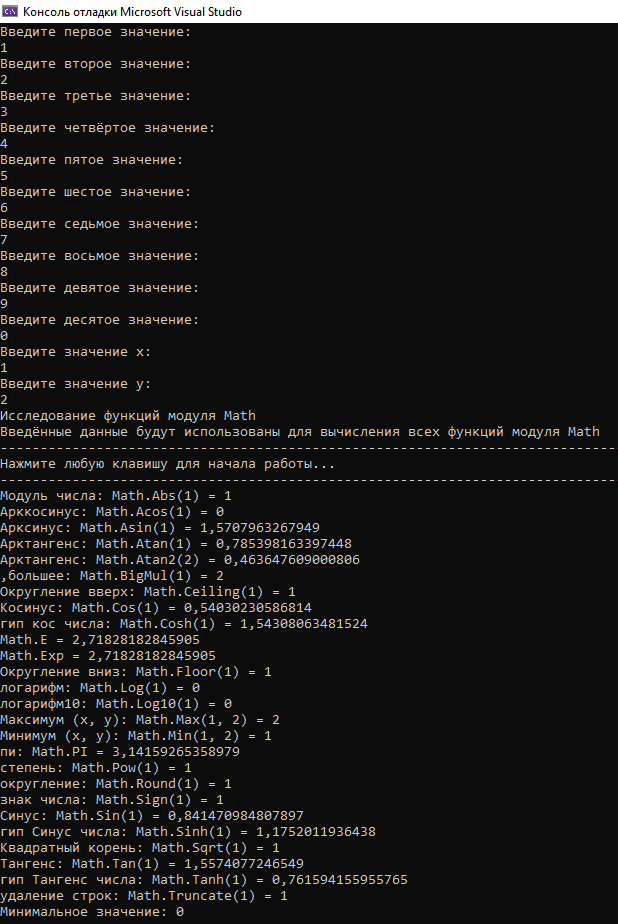 Консоль отладки Microsoft Visual Studio
Введите первое значение:
1
Введите второе значение:
2
Введите третье значение:
3
Введите четвёртое значение:
4
Введите пятое значение:
5
Введите шестое значение:
6
Введите седьмое значение:
7
Введите восьмое значение:
8
Введите девятое значение:
9
Введите десятое значение:
0
Введите значение x:
1
Введите значение y:
2
Исследование функций модуля Math
Введённые данные будут использованы для вычисления всех функций модуля Math
-----------------------------------------------------------------------------
Нажмите любую клавишу для начала работы...
-----------------------------------------------------------------------------
Модуль числа: Math.Abs(1) = 1
Арккосинус: Math.Acos(1) = 0
Арксинус: Math.Asin(1) = 1,5707963267949
Арктангенс: Math.Atan(1) = 0,785398163397448
Арктангенс: Math.Atan2(2) = 0,463647609000806
,большее: Math.BigMul(1) = 2
Округление вверх: Math.Ceiling(1) = 1
Косинус: Math.Cos(1) = 0,54030230586814
гип кос числа: Math.Cosh(1) = 1,54308063481524
Math.E = 2,71828182845905
Math.Exp = 2,71828182845905
Округление вниз: Math.Floor(1) = 1
логарифм: Math.Log(1) = 0
логарифм10: Math.Log10(1) = 0
Максимум (x, y): Math.Max(1, 2) = 2
Минимум (x, y): Math.Min(1, 2) = 1
пи: Math.PI = 3,14159265358979
степень: Math.Pow(1) = 1
округление: Math.Round(1) = 1
знак числа: Math.Sign(1) = 1
Синус: Math.Sin(1) = 0,841470984807897
гип Синус числа: Math.Sinh(1) = 1,1752011936438
Квадратный корень: Math.Sqrt(1) = 1
Тангенс: Math.Tan(1) = 1,5574077246549
гип Тангенс числа: Math.Tanh(1) = 0,761594155955765
удаление строк: Math.Truncate(1) = 1
Минимальное значение: 0